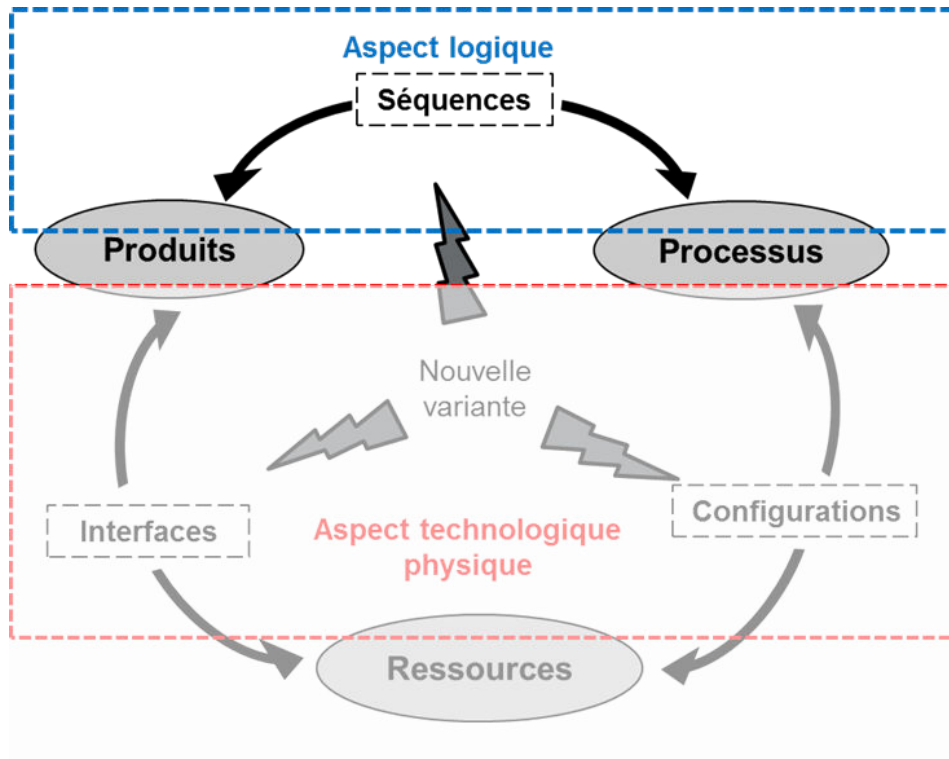 Aspect logique
Séquences
Produits
Processus
Nouvelle
variante
Interfaces
Configurations
Aspect technologique
physique
Ressources